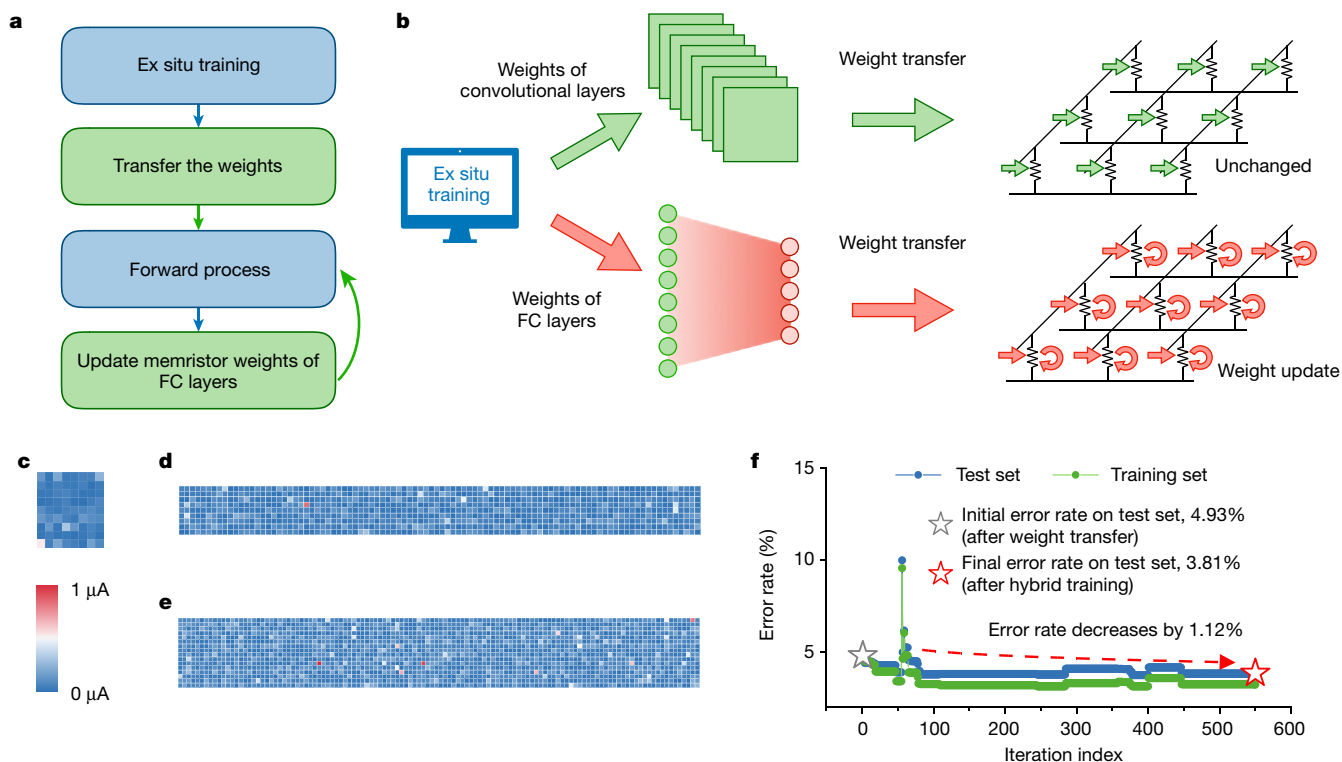 a
Ex situ training
Transfer the weights
Forward process
Update memristor weights of
FC layers
b
Ex situ
training
Weights of
convolutional layers
Weights of
FC layers
Weight transfer
Unchanged
Weight transfer
Weight update
c
1 μA
0 μA
d
e
f
15
10
5
Error rate (%)
Test set
Training set
Initial error rate on test set, 4.93%
(after weight transfer)
Final error rate on test set, 3.81%
(after hybrid training)
Error rate decreases by 1.12%
0
100
200
300
400
500
600
Iteration index